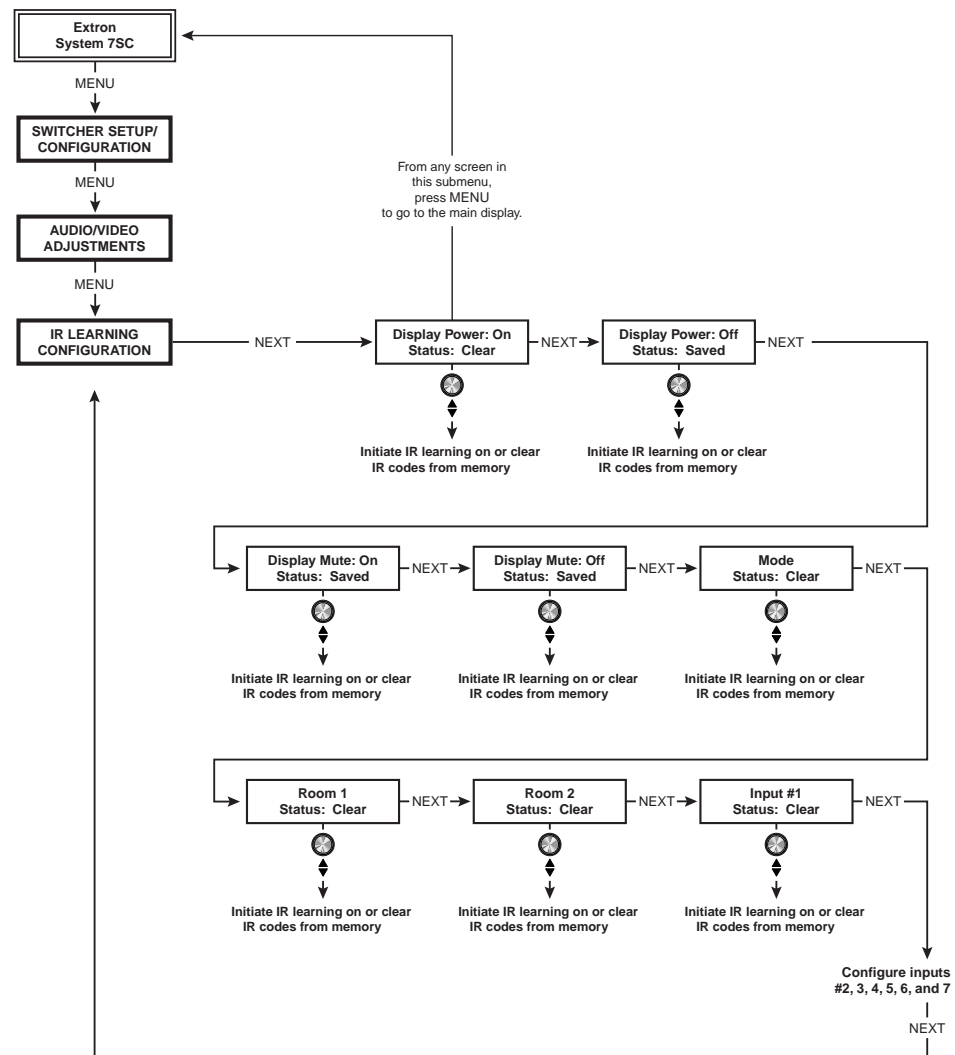 Extron
System 7SC
MENU
SWITCHER SETUP/
CONFIGURATION
MENU
AUDIO/VIDEO
ADJUSTMENTS
MENU
IR LEARNING
CONFIGURATION
From any screen in
this submenu,
press MENU
to go to the main display.
NEXT
Display Power: On
Status: Clear
NEXT
Display Power: Off
Status: Saved
NEXT
Initiate IR learning on or clear
IR codes from memory
Initiate IR learning on or clear
IR codes from memory
Display Mute: On
Status: Saved
NEXT
Display Mute: Off
Status: Saved
NEXT
Mode
Status: Clear
NEXT
Initiate IR learning on or clear
IR codes from memory
Initiate IR learning on or clear
IR codes from memory
Initiate IR learning on or clear
IR codes from memory
Room 1
Status: Clear
NEXT
Room 2
Status: Clear
NEXT
Input #1
Status: Clear
NEXT
Initiate IR learning on or clear
IR codes from memory
Initiate IR learning on or clear
IR codes from memory
Initiate IR learning on or clear
IR codes from memory
Configure inputs
#2, 3, 4, 5, 6, and 7
NEXT